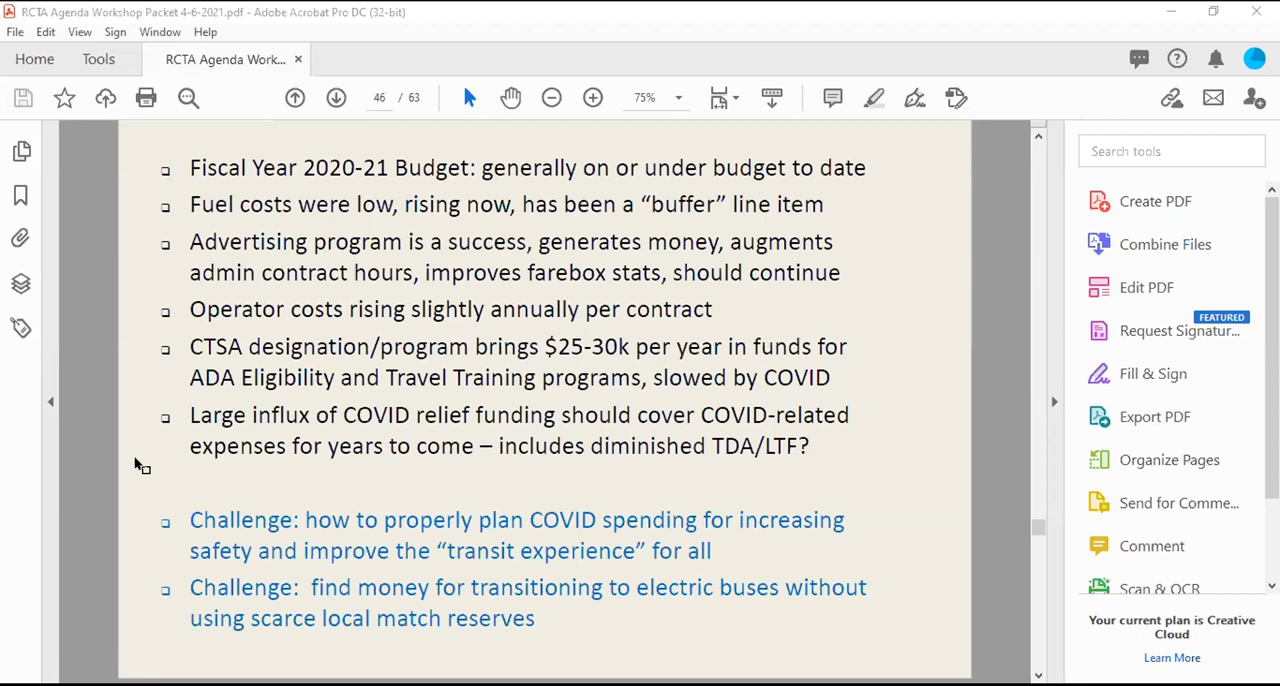 RCTA Agenda Workshop Packet 4-6-2021.pdf - Adobe Acrobat Pro DC (32-bit)
File Edit View Sign Window Help
Home Tools RCTA Agenda Work... ×
46 / 63 75%
Search tools
❑ Fiscal Year 2020-21 Budget: generally on or under budget to date
❑ Fuel costs were low, rising now, has been a “buffer” line item
❑ Advertising program is a success, generates money, augments
admin contract hours, improves farebox stats, should continue
❑ Operator costs rising slightly annually per contract
❑ CTSA designation/program brings $25-30k per year in funds for
ADA Eligibility and Travel Training programs, slowed by COVID
❑ Large influx of COVID relief funding should cover COVID-related
expenses for years to come – includes diminished TDA/LTF?
❑ Challenge: how to properly plan COVID spending for increasing
safety and improve the “transit experience” for all
❑ Challenge: find money for transitioning to electric buses without
using scarce local match reserves
Create PDF
Combine Files
Edit PDF
FEATURED
Request Signatur...
Fill & Sign
Export PDF
Organize Pages
Send for Comme...
Comment
Scan & OCR
Your current plan is Creative
Cloud
Learn More